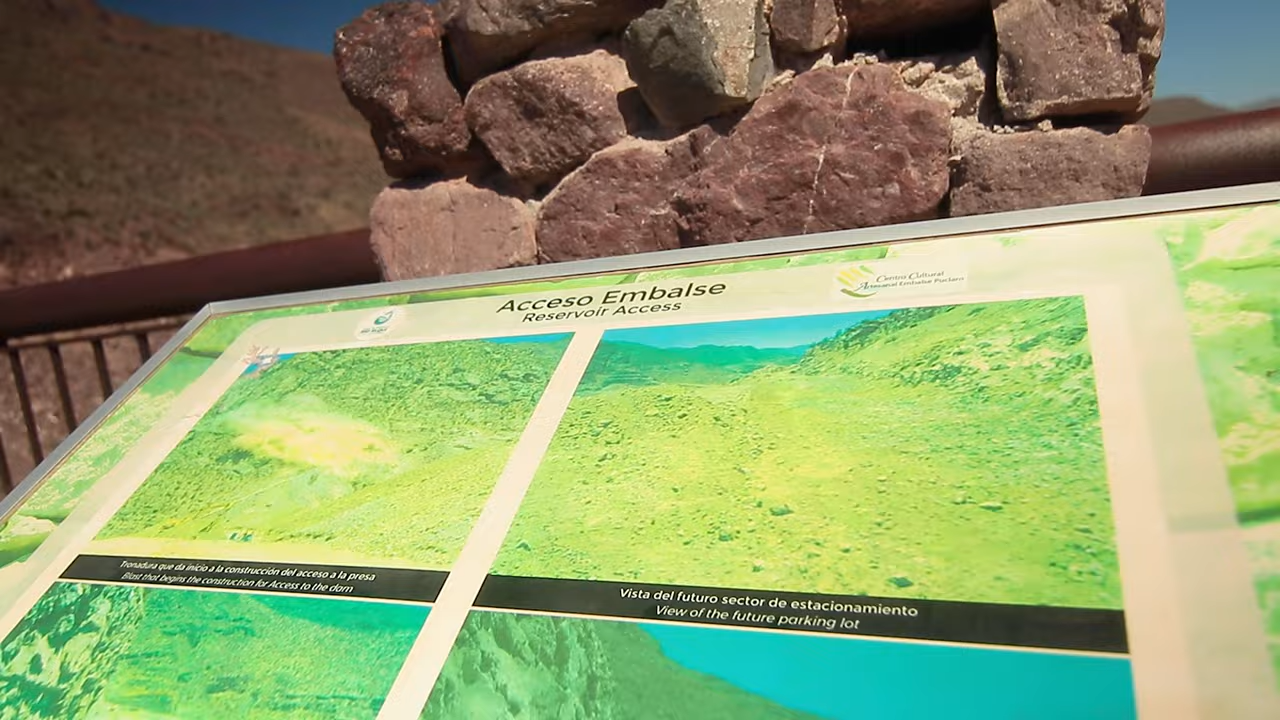 Acceso Embalse
Reservoir Access
Centro Cultural
Artesanal Embalse Puclaro
Tronadura que da inicio a la construcción del acceso a la presa
Blast that begins the construction for Access to the dam
Vista del futuro sector de estacionamiento
View of the future parking lot